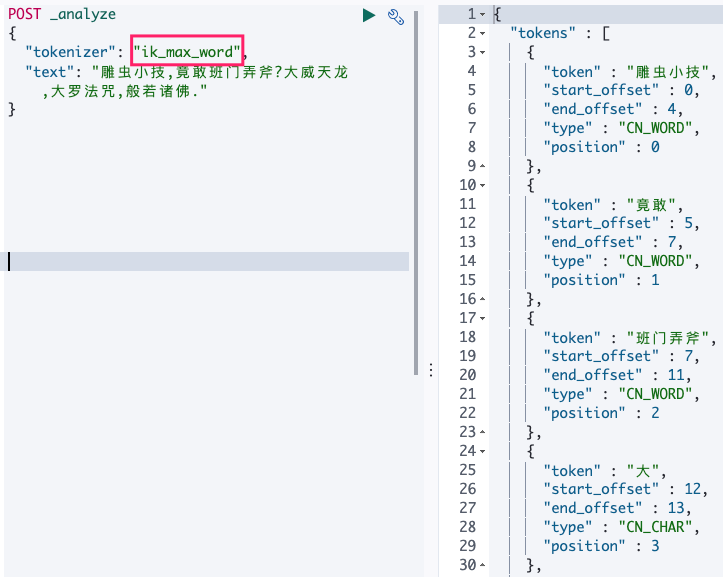 POST _analyze
{
"tokenizer": "ik_max_word",
"text": "雕虫小技,竟敢班门弄斧?大威天龙
,大罗法咒,般若诸佛."
}
1 {
2 "tokens" : [
3 {
4 "token" : "雕虫小技",
5 "start_offset" : 0,
6 "end_offset" : 4,
7 "type" : "CN_WORD",
8 "position" : 0
9 },
10 {
11 "token" : "竟敢",
12 "start_offset" : 5,
13 "end_offset" : 7,
14 "type" : "CN_WORD",
15 "position" : 1
16 },
17 {
18 "token" : "班门弄斧",
19 "start_offset" : 7,
20 "end_offset" : 11,
21 "type" : "CN_WORD",
22 "position" : 2
23 },
24 {
25 "token" : "大",
26 "start_offset" : 12,
27 "end_offset" : 13,
28 "type" : "CN_CHAR",
29 "position" : 3
30 },